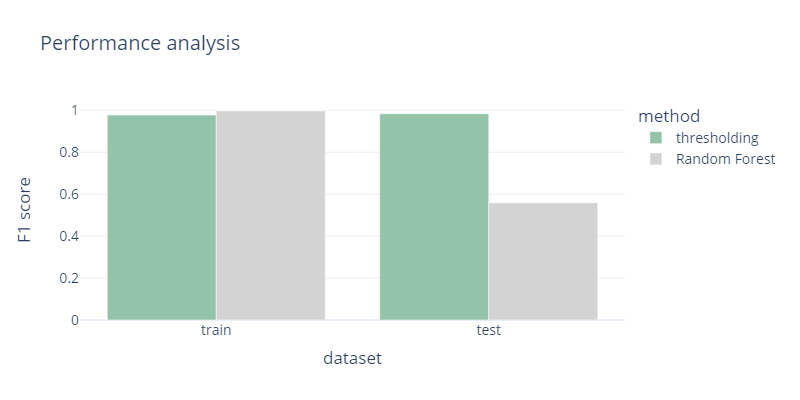 Performance analysis
1
0.8
0.6
0.4
0.2
0
F1 score
train
test
dataset
method
thresholding
Random Forest